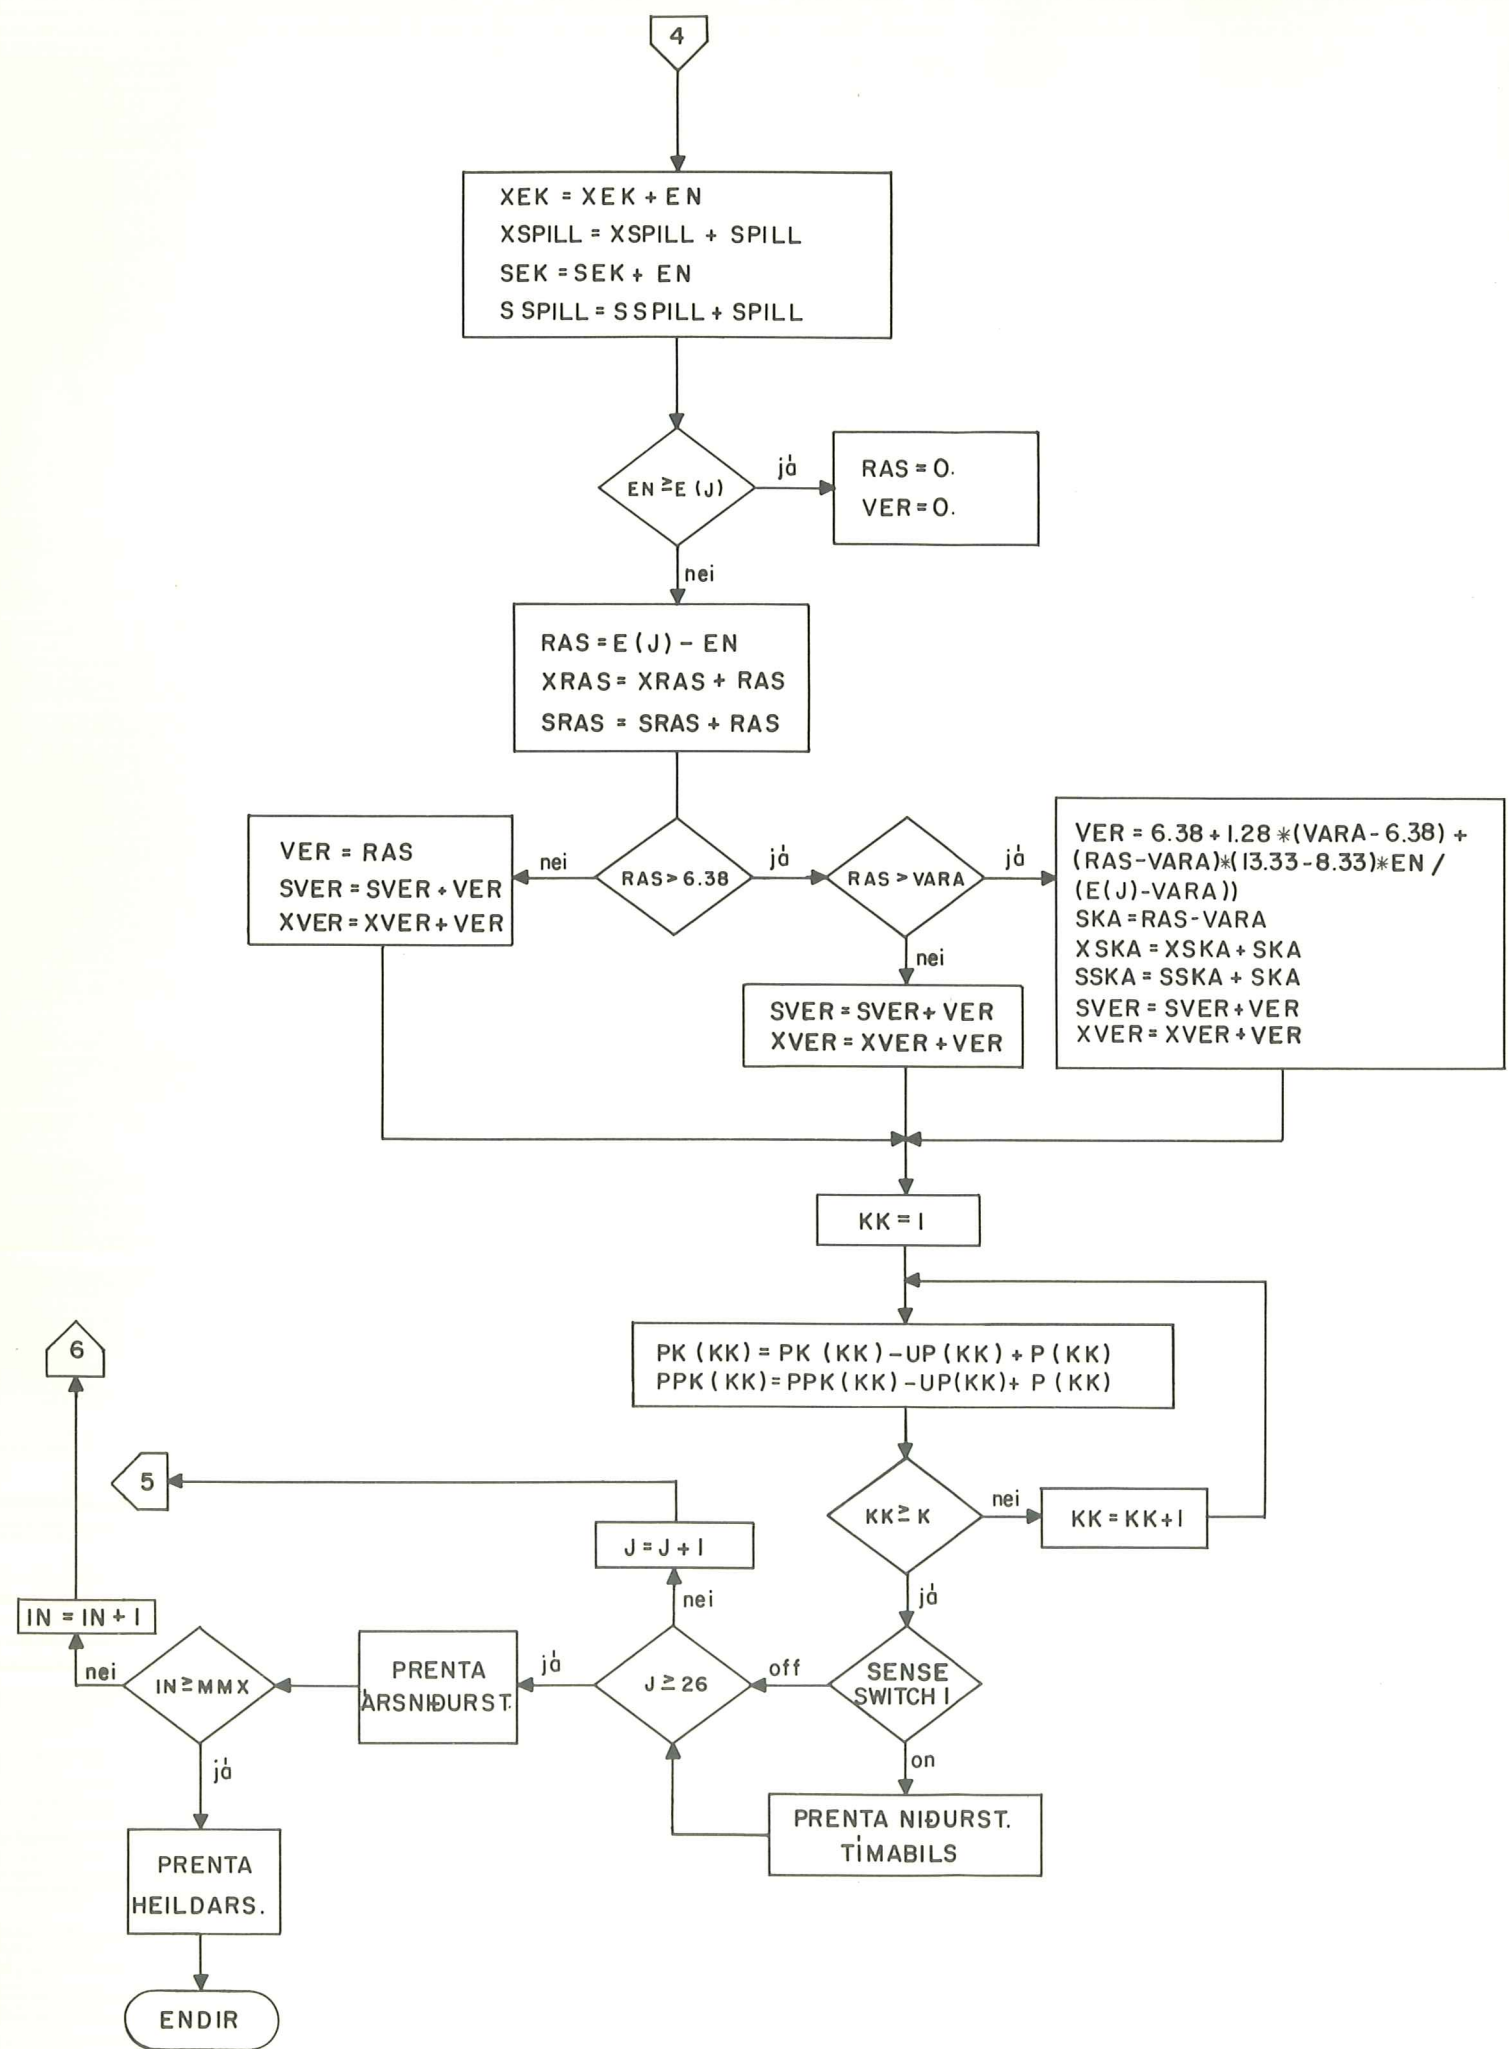 4
XEK = XEK + EN
XSPILL = XSPILL + SPILL
SEK = SEK + EN
SSPILL = SSPILL + SPILL
EN ≥ E (J)
já
RAS = O.
VER = O.
nei
RAS = E (J) - EN
XRAS = XRAS + RAS
SRAS = SRAS + RAS
VER = RAS
SVER = SVER + VER
XVER = XVER + VER
nei
RAS > 6.38
já
RAS > VARA
já
VER = 6.38 + 1.28 * (VARA - 6.38) +
(RAS-VARA)*(13.33-8.33)*EN /
(E(J)-VARA))
SKA = RAS-VARA
XSKA = XSKA + SKA
SSKA = SSKA + SKA
SVER = SVER + VER
XVER = XVER + VER
nei
SVER = SVER + VER
XVER = XVER + VER
KK = 1
PK (KK) = PK (KK) - UP (KK) + P (KK)
PPK (KK) = PPK (KK) - UP (KK) + P (KK)
6
5
KK ≥ K
nei
KK = KK + 1
J = J + 1
já
nei
IN = IN + 1
nei
IN ≥ MMX
PRENTA
ÁRSNIÐURST.
já
J ≥ 26
off
SENSE
SWITCH 1
já
on
PRENTA NIÐURST.
TÍMABILS
PRENTA
HEILDARS.
ENDIR